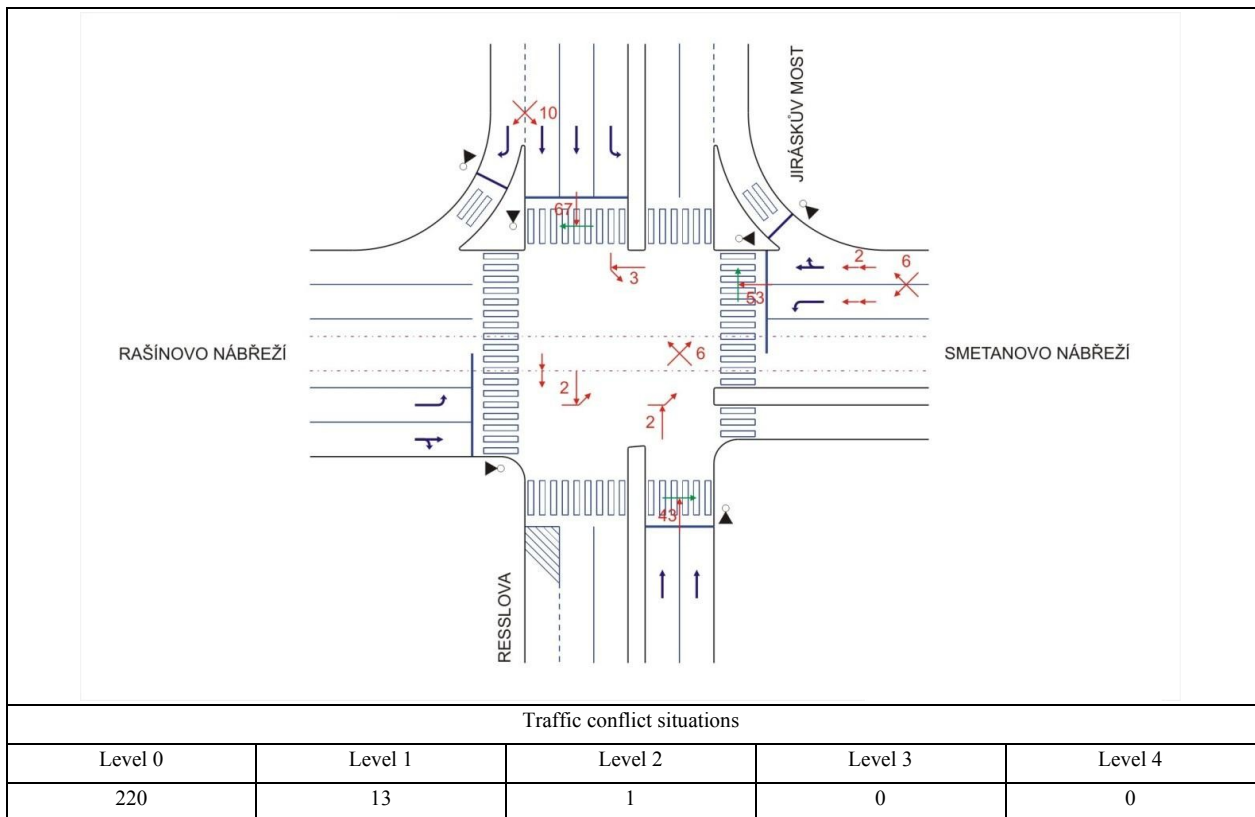 JIRÁSKŮV MOST
10
67
2
6
3
53
RAŠÍNOVO NÁBŘEŽÍ
6
SMETANOVO NÁBŘEŽÍ
2
2
43
RESSLOVA
Traffic conflict situations
Level 0 Level 1 Level 2 Level 3 Level 4
220 13 1 0 0